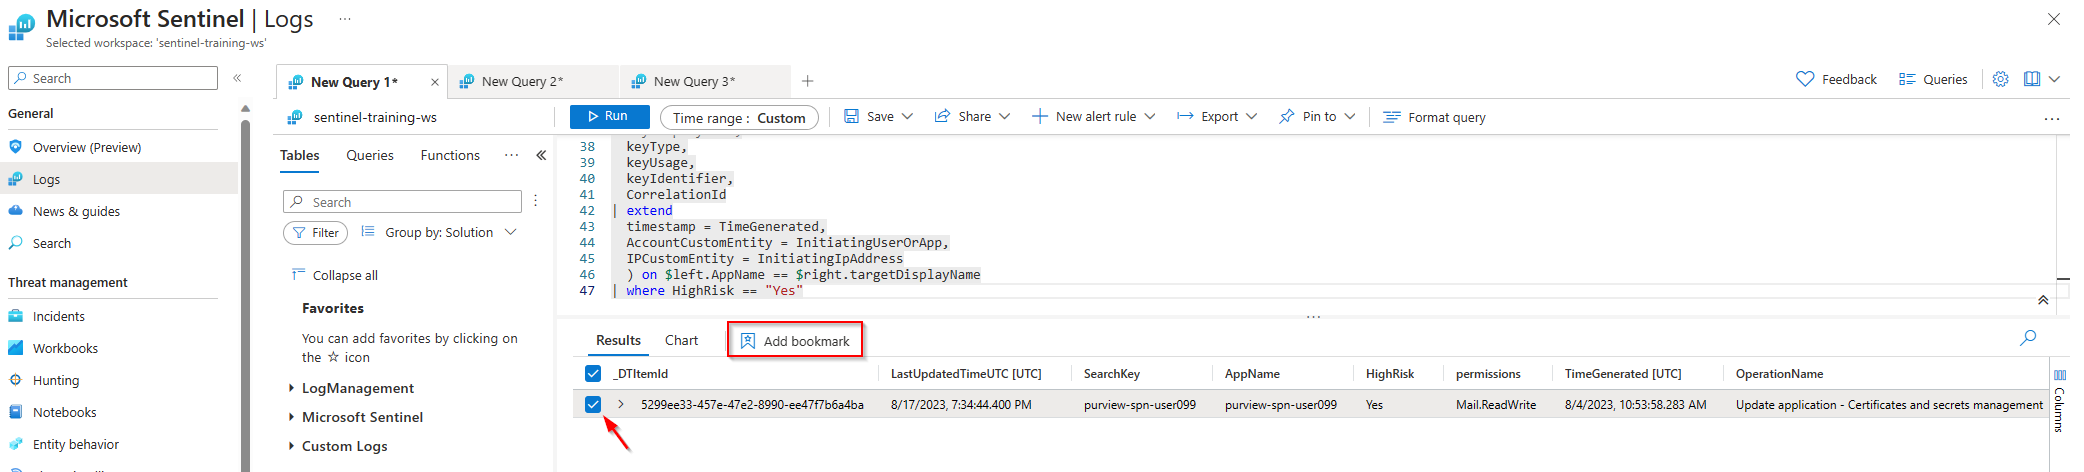 Microsoft Sentinel | Logs ...
Selected workspace: 'sentinel-training-ws'
Search
General
Overview (Preview)
Logs
News & guides
Search
Threat management
Incidents
Workbooks
Hunting
Notebooks
Entity behavior
New Query 1*
New Query 2*
New Query 3*
Feedback
Queries
sentinel-training-ws
Run
Time range : Custom
Save
Share
New alert rule
Export
Pin to
Format query
Tables
Queries
Functions
...
Search
Filter
Group by: Solution
Collapse all
Favorites
You can add favorites by clicking on
the ☆ icon
LogManagement
Microsoft Sentinel
Custom Logs
38 keyType,
39 keyUsage,
40 keyIdentifier,
41 CorrelationId
42 | extend
43 timestamp = TimeGenerated,
44 AccountCustomEntity = InitiatingUserOrApp,
45 IPCustomEntity = InitiatingIpAddress
46 ) on $left.AppName == $right.targetDisplayName
47 | where HighRisk == "Yes"
Results
Chart
Add bookmark
_DTItemId LastUpdatedTimeUTC [UTC] SearchKey AppName HighRisk permissions TimeGenerated [UTC] OperationName
5299ee33-457e-47e2-8990-ee47f7b6a4ba 8/17/2023, 7:34:44.400 PM purview-spn-user099 purview-spn-user099 Yes Mail.ReadWrite 8/4/2023, 10:53:58.283 AM Update application - Certificates and secrets management
Columns